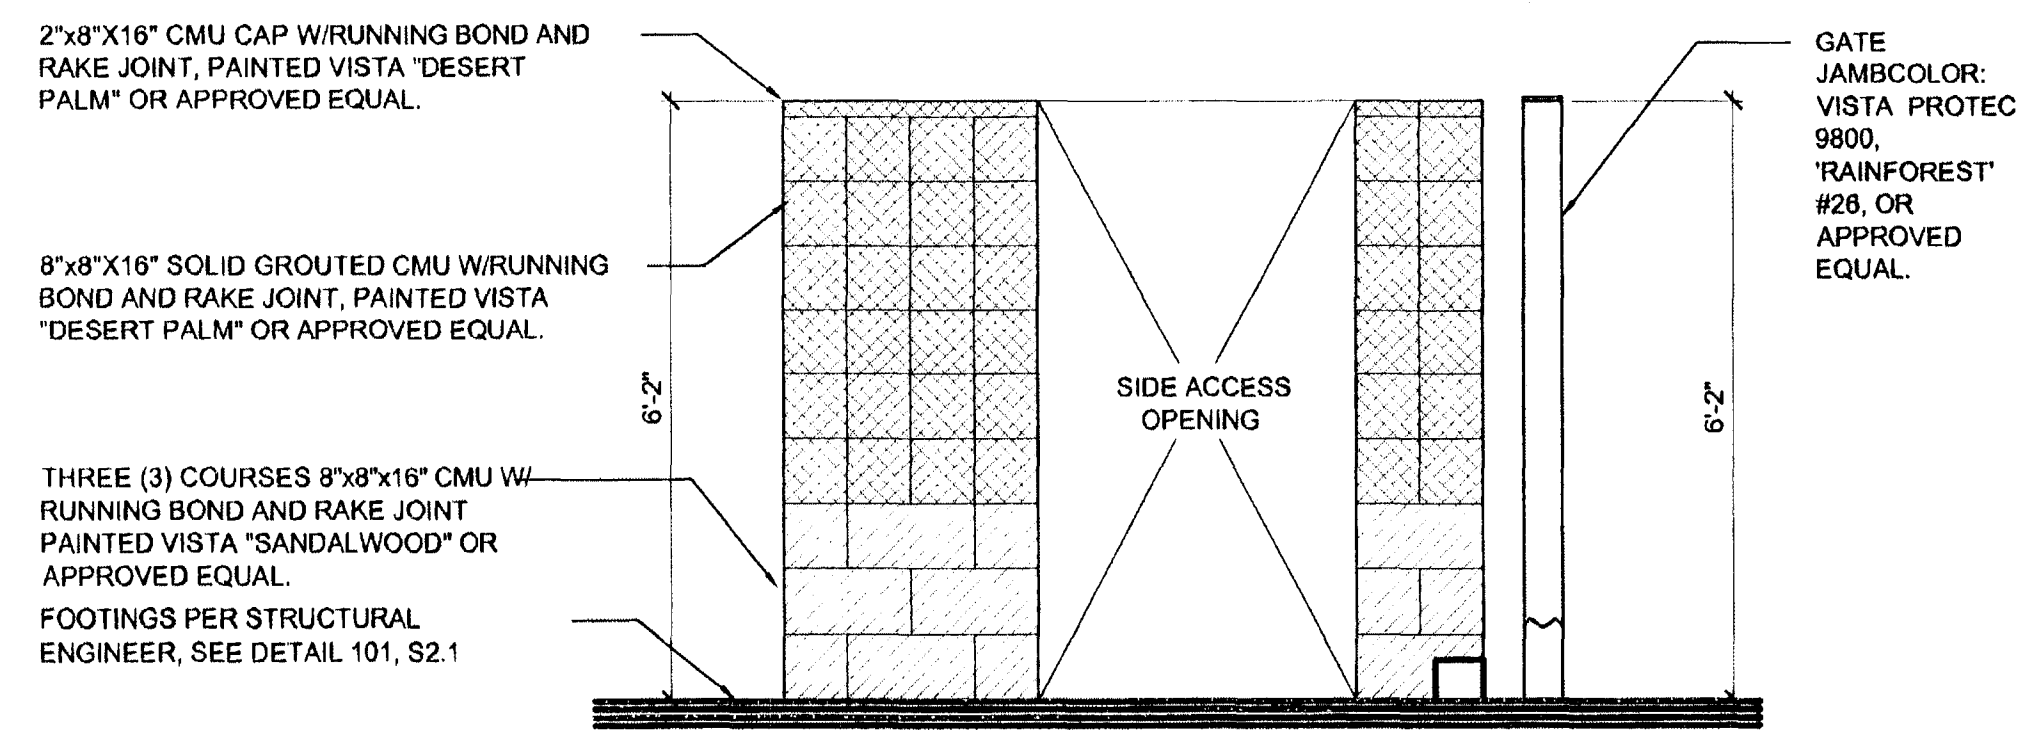 2"x8"X16" CMU CAP W/RUNNING BOND AND
RAKE JOINT, PAINTED VISTA "DESERT
PALM" OR APPROVED EQUAL.
8"x8"X16" SOLID GROUTED CMU W/RUNNING
BOND AND RAKE JOINT, PAINTED VISTA
"DESERT PALM" OR APPROVED EQUAL.
THREE (3) COURSES 8"x8"x16" CMU W/
RUNNING BOND AND RAKE JOINT
PAINTED VISTA "SANDALWOOD" OR
APPROVED EQUAL.
FOOTINGS PER STRUCTURAL
ENGINEER, SEE DETAIL 101, S2.1
6'-2"
SIDE ACCESS
OPENING
6'-2"
GATE
JAMBCOLOR:
VISTA PROTEC
9800,
'RAINFOREST'
#26, OR
APPROVED
EQUAL.